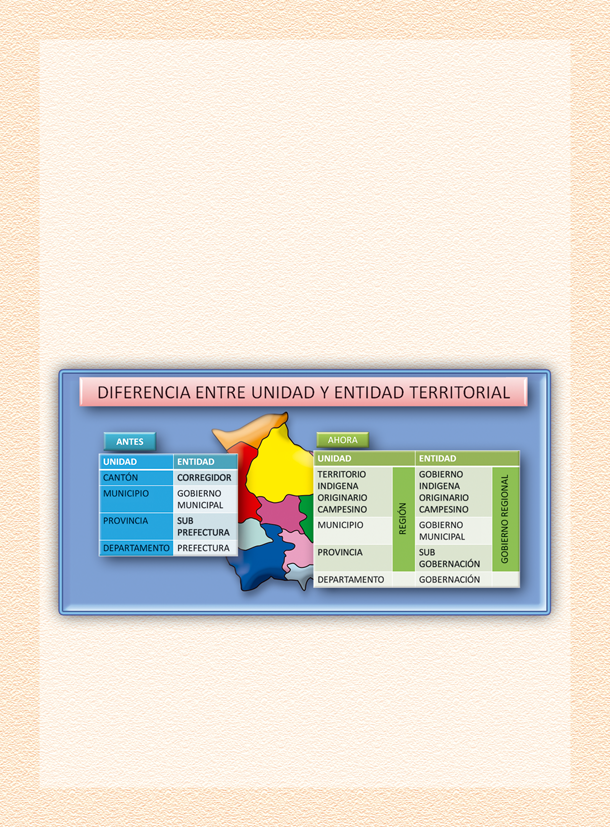 DIFERENCIA ENTRE UNIDAD Y ENTIDAD TERRITORIAL
ANTES
UNIDAD ENTIDAD
CANTÓN CORREGIDOR
MUNICIPIO GOBIERNO
MUNICIPAL
PROVINCIA SUB
PREFECTURA
DEPARTAMENTO PREFECTURA
AHORA
UNIDAD ENTIDAD
TERRITORIO GOBIERNO
INDIGENA INDIGENA
ORIGINARIO ORIGINARIO
CAMPESINO CAMPESINO
MUNICIPIO GOBIERNO
MUNICIPAL
PROVINCIA SUB
GOBERNACIÓN
DEPARTAMENTO GOBERNACIÓN
REGIÓN
GOBIERNO REGIONAL